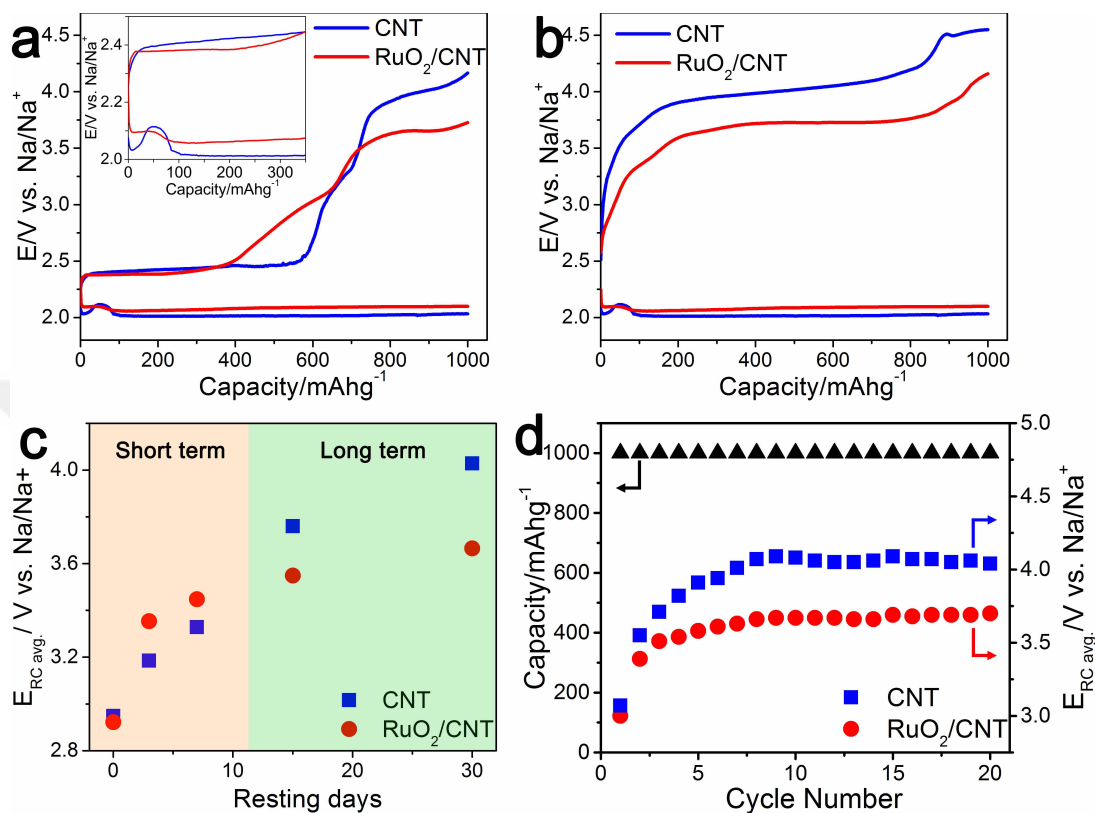 a
4.5
4.0
3.5
3.0
2.5
2.0
E/V vs. Na/Na⁺
0 200 400 600 800 1000
Capacity/mAhg⁻¹
CNT
RuO₂/CNT
2.4
2.2
2.0
E/V vs. Na/Na⁺
0 100 200 300
Capacity/mAhg⁻¹
b
4.5
4.0
3.5
3.0
2.5
2.0
E/V vs. Na/Na⁺
0 200 400 600 800 1000
Capacity/mAhg⁻¹
CNT
RuO₂/CNT
c
Short term Long term
4.0
3.6
3.2
2.8
E RC avg. / V vs. Na/Na+
0 10 20 30
Resting days
CNT
RuO₂/CNT
d
1000
800
600
400
200
0
Capacity/mAhg⁻¹
5.0
4.5
4.0
3.5
3.0
E RC avg. /V vs. Na/Na⁺
0 5 10 15 20
Cycle Number
CNT
RuO₂/CNT